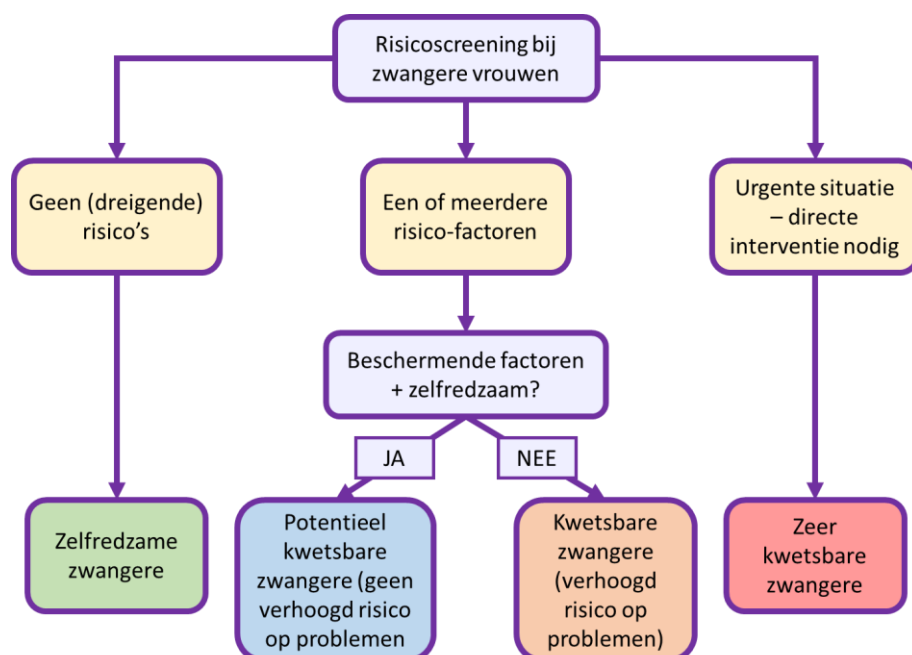 Risicoscreening bij
zwangere vrouwen
Geen (dreigende)
risico's
Een of meerdere
risico-factoren
Urgente situatie
– directe
interventie nodig
Beschermende factoren
+ zelfredzaam?
JA
NEE
Zelfredzame
zwangere
Potentieel
kwetsbare
zwangere (geen
verhoogd risico
op problemen
Kwetsbare
zwangere
(verhoogd
risico op
problemen)
Zeer
kwetsbare
zwangere